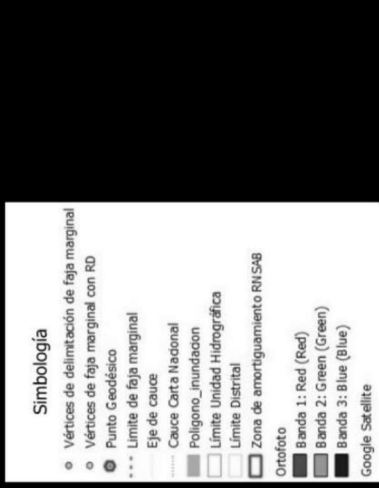 Simbología
Vértices de delimitación de faja marginal
Vértices de faja marginal con RD
Punto Geodésico
Limite de faja marginal
Eje de cauce
Cauce Carta Nacional
Poligono_inundacion
Límite Unidad Hidrográfica
Límite Distrital
Zona de amortiguamiento RNSAB
Ortofoto
Banda 1: Red (Red)
Banda 2: Green (Green)
Banda 3: Blue (Blue)
Google Satellite